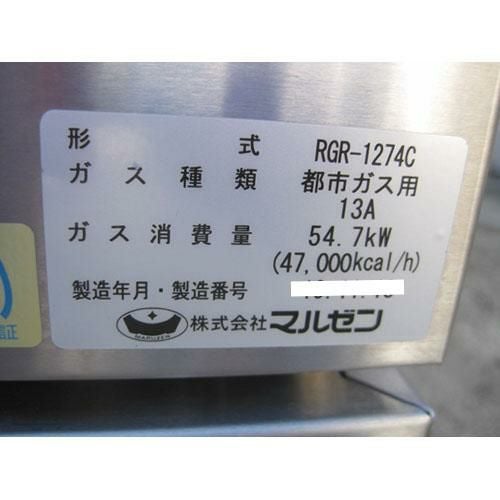 形式 RGR-1274C
ガス種類 都市ガス用
13A
ガス消費量 54.7kW
(47,000kcal/h)
製造年月・製造番号
MARUZEN 株式会社 マルゼン
証